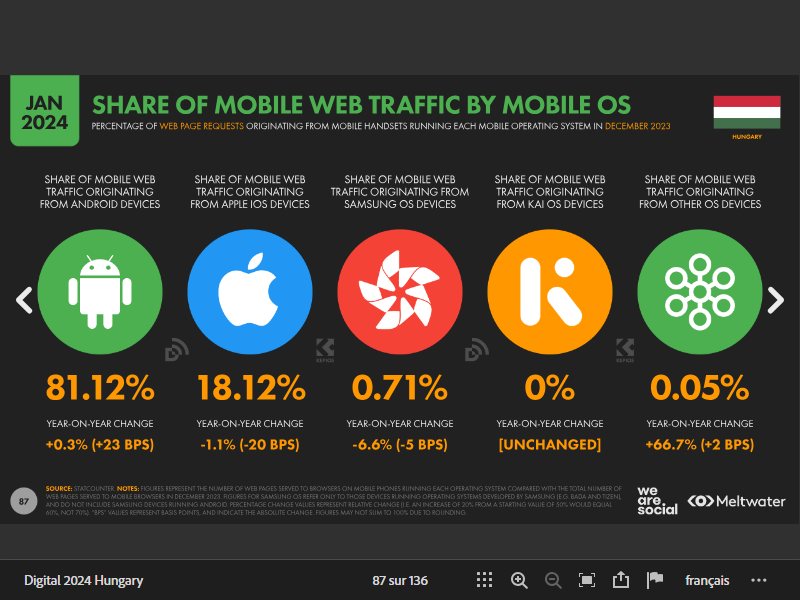 JAN
2024
SHARE OF MOBILE WEB TRAFFIC BY MOBILE OS
PERCENTAGE OF WEB PAGE REQUESTS ORIGINATING FROM MOBILE HANDSETS RUNNING EACH MOBILE OPERATING SYSTEM IN DECEMBER 2023
HUNGARY
SHARE OF MOBILE WEB
TRAFFIC ORIGINATING
FROM ANDROID DEVICES
SHARE OF MOBILE WEB
TRAFFIC ORIGINATING
FROM APPLE IOS DEVICES
SHARE OF MOBILE WEB
TRAFFIC ORIGINATING FROM
SAMSUNG OS DEVICES
SHARE OF MOBILE WEB
TRAFFIC ORIGINATING
FROM KAI OS DEVICES
SHARE OF MOBILE WEB
TRAFFIC ORIGINATING
FROM OTHER OS DEVICES
KEPIOS
KEPIOS
81.12%
18.12%
0.71%
0%
0.05%
YEAR-ON-YEAR CHANGE
YEAR-ON-YEAR CHANGE
YEAR-ON-YEAR CHANGE
YEAR-ON-YEAR CHANGE
YEAR-ON-YEAR CHANGE
+0.3% (+23 BPS)
-1.1% (-20 BPS)
-6.6% (-5 BPS)
[UNCHANGED]
+66.7% (+2 BPS)
87
SOURCE: STATCOUNTER. NOTES: FIGURES REPRESENT THE NUMBER OF WEB PAGES SERVED TO BROWSERS ON MOBILE PHONES RUNNING EACH OPERATING SYSTEM COMPARED WITH THE TOTAL NUMBER OF
WEB PAGES SERVED TO MOBILE BROWSERS IN DECEMBER 2023. FIGURES FOR SAMSUNG OS REFER ONLY TO THOSE DEVICES RUNNING OPERATING SYSTEMS DEVELOPED BY SAMSUNG (E.G. BADA AND TIZEN),
AND DO NOT INCLUDE SAMSUNG DEVICES RUNNING ANDROID. PERCENTAGE CHANGE VALUES REPRESENT RELATIVE CHANGE (I.E. AN INCREASE OF 20% FROM A STARTING VALUE OF 50% WOULD EQUAL
60%, NOT 70%). "BPS" VALUES REPRESENT BASIS POINTS, AND INDICATE THE ABSOLUTE CHANGE. FIGURES MAY NOT SUM TO 100% DUE TO ROUNDING.
we
are.
social
Meltwater
Digital 2024 Hungary
87 sur 136
français